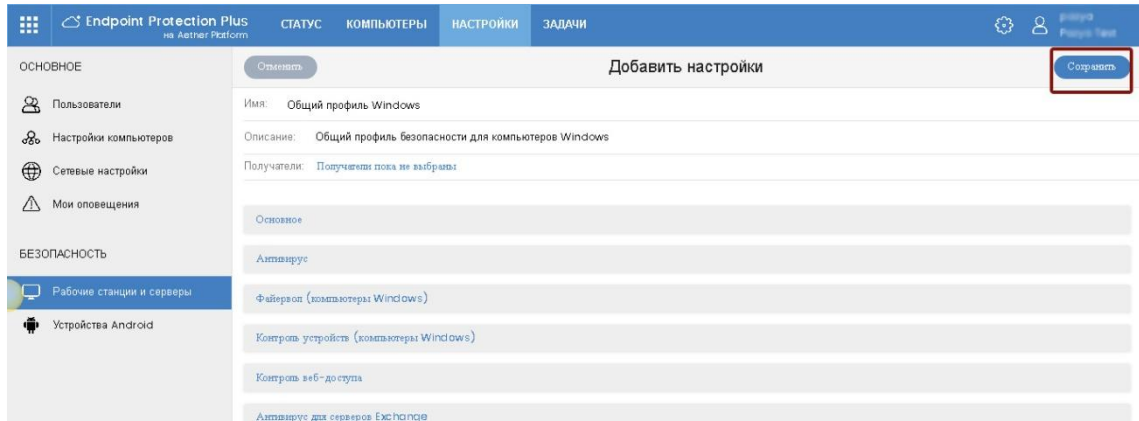 Endpoint Protection Plus
на Aether Platform
СТАТУС КОМПЬЮТЕРЫ НАСТРОЙКИ ЗАДАЧИ
ОСНОВНОЕ
Отменить Добавить настройки Сохранить
Пользователи
Имя: Общий профиль Windows
Настройки компьютеров
Описание: Общий профиль безопасности для компьютеров Windows
Сетевые настройки
Получатели: Получатели пока не выбраны
Мои оповещения
Основное
БЕЗОПАСНОСТЬ
Антивирус
Рабочие станции и серверы
Файервол (компьютеры Windows)
Устройства Android
Контроль устройств (компьютеры Windows)
Контроль веб-доступа
Антивирус для серверов Exchange